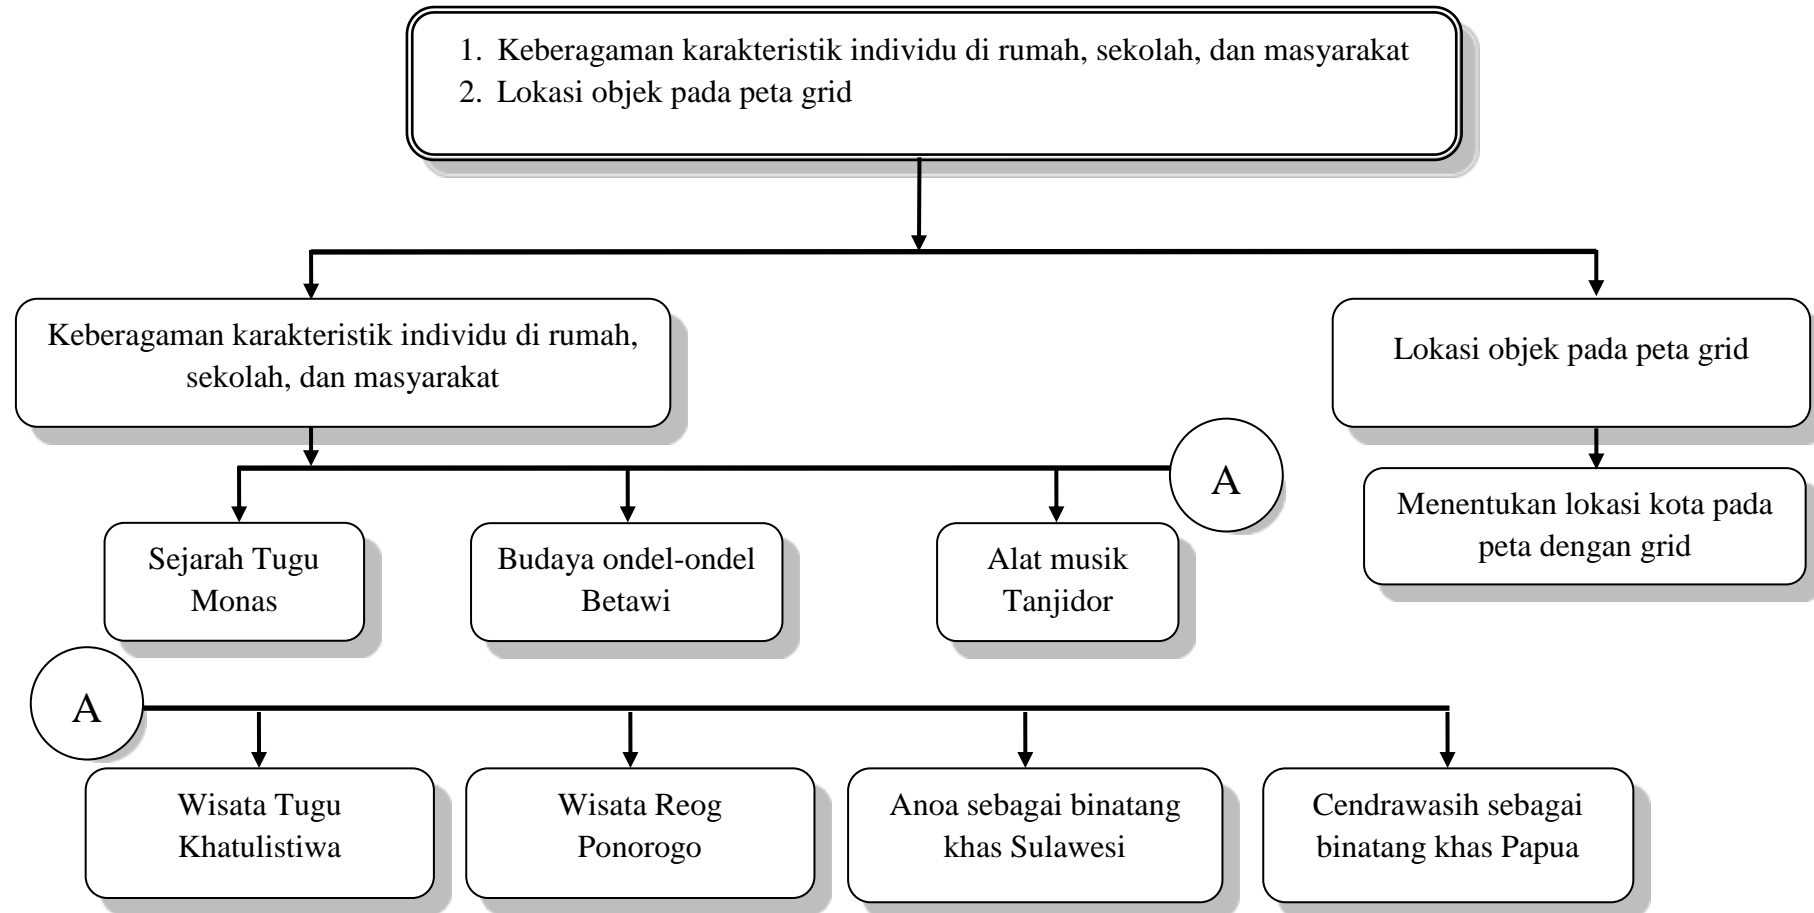 1. Keberagaman karakteristik individu di rumah, sekolah, dan masyarakat
2. Lokasi objek pada peta grid
Keberagaman karakteristik individu di rumah,
sekolah, dan masyarakat
Lokasi objek pada peta grid
A
Menentukan lokasi kota pada
peta dengan grid
Sejarah Tugu
Monas
Budaya ondel-ondel
Betawi
Alat musik
Tanjidor
A
Wisata Tugu
Khatulistiwa
Wisata Reog
Ponorogo
Anoa sebagai binatang
khas Sulawesi
Cendrawasih sebagai
binatang khas Papua